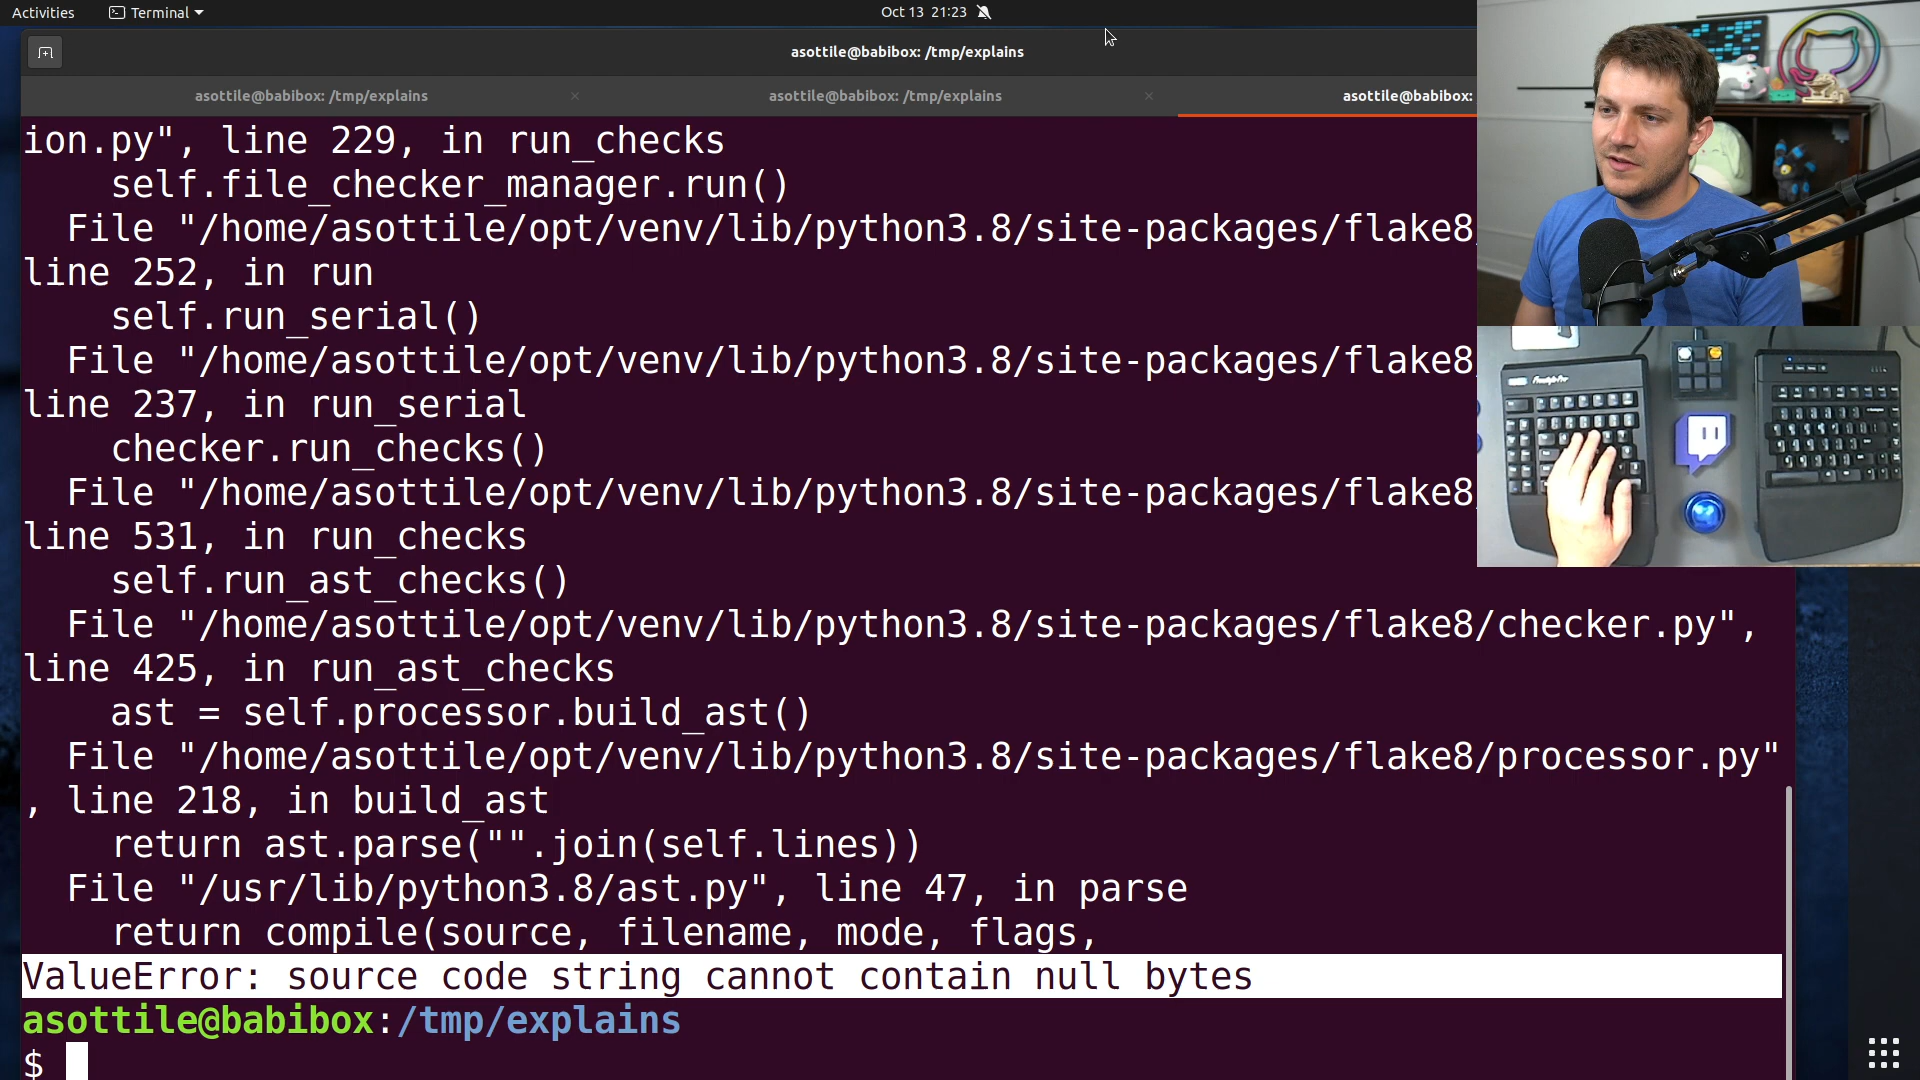 Activities
Terminal
Oct 13 21:23
asottile@babibox: /tmp/explains
asottile@babibox: /tmp/explains
asottile@babibox: /tmp/explains
asottile@babibox:
ion.py", line 229, in run_checks
self.file_checker_manager.run()
File "/home/asottile/opt/venv/lib/python3.8/site-packages/flake8
line 252, in run
self.run_serial()
File "/home/asottile/opt/venv/lib/python3.8/site-packages/flake8
line 237, in run_serial
checker.run_checks()
File "/home/asottile/opt/venv/lib/python3.8/site-packages/flake8
line 531, in run_checks
self.run_ast_checks()
File "/home/asottile/opt/venv/lib/python3.8/site-packages/flake8/checker.py",
line 425, in run_ast_checks
ast = self.processor.build_ast()
File "/home/asottile/opt/venv/lib/python3.8/site-packages/flake8/processor.py"
, line 218, in build_ast
return ast.parse("".join(self.lines))
File "/usr/lib/python3.8/ast.py", line 47, in parse
return compile(source, filename, mode, flags,
ValueError: source code string cannot contain null bytes
asottile@babibox:/tmp/explains
$